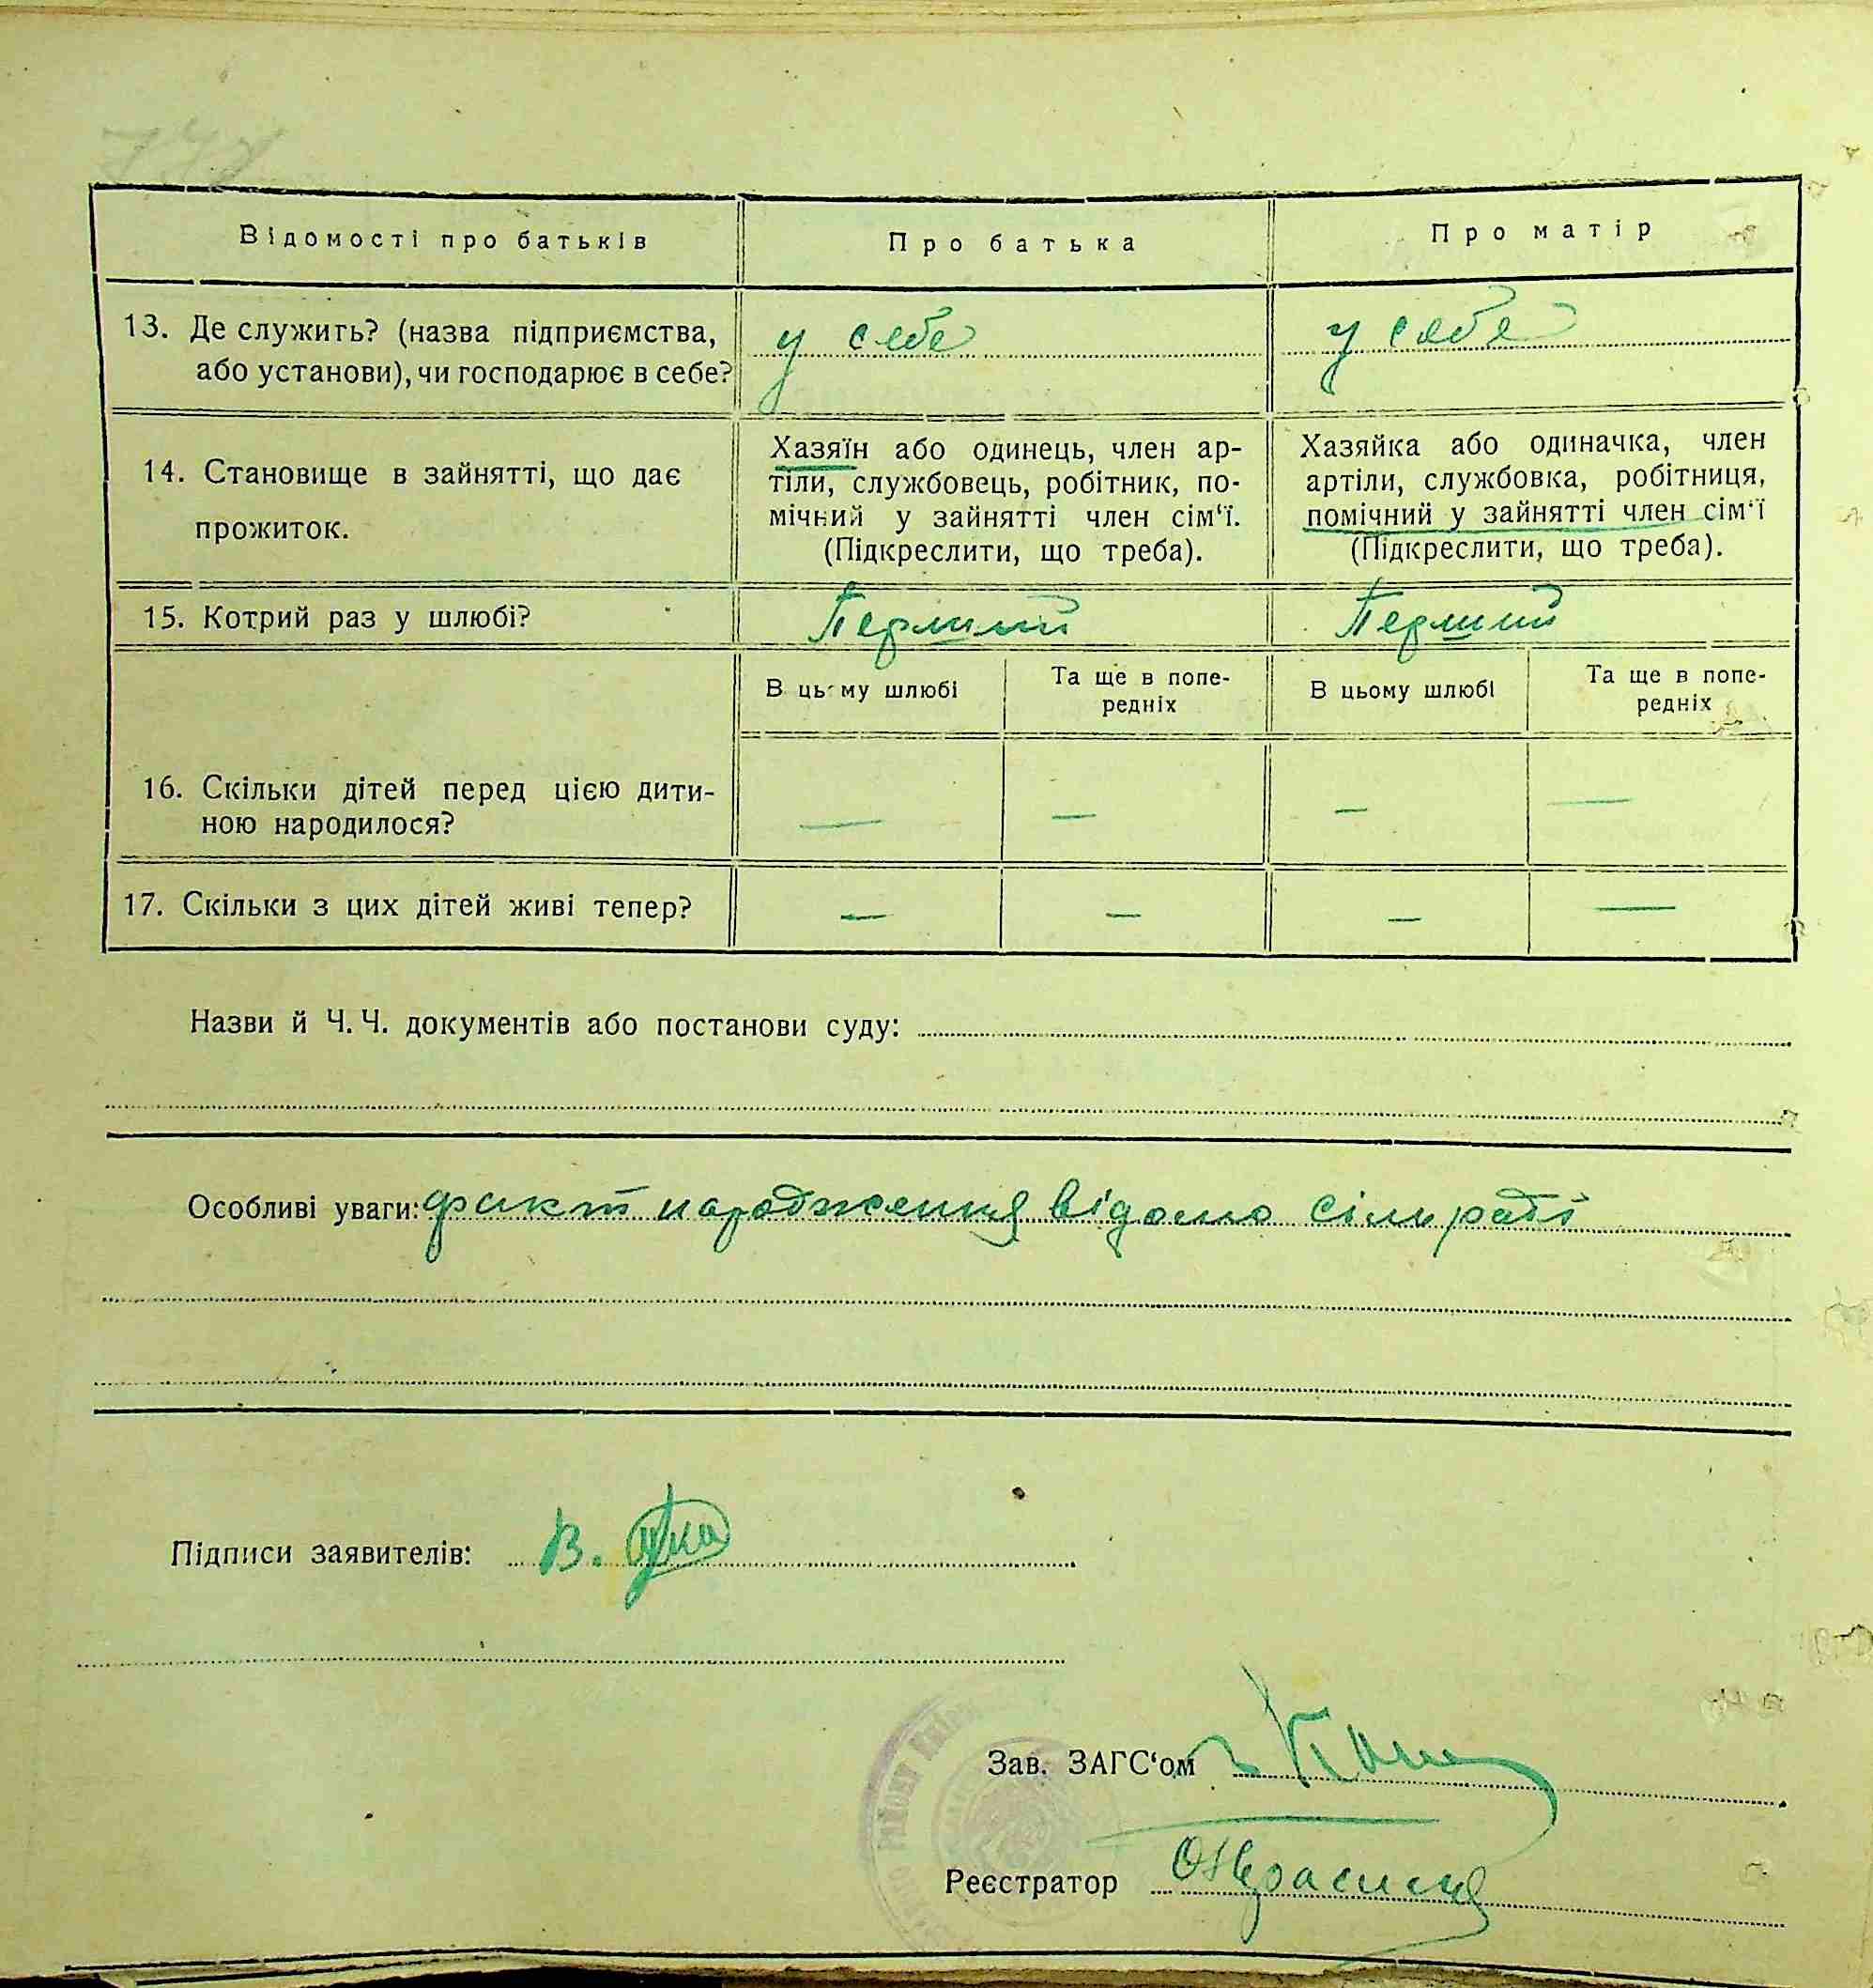 Відомості про батьків
Про батька
Про матір
13. Де служить? (назва підприємства,
або установи), чи господарює в себе?
у себе
у себе
14. Становище в зайнятті, що дає
прожиток.
Хазяїн або одинець, член ар-
тіли, службовець, робітник, по-
мічний у зайнятті член сім‘ї.
(Підкреслити, що треба).
Хазяйка або одиначка, член
артіли, службовка, робітниця,
помічний у зайнятті член сім‘ї
(Підкреслити, що треба).
15. Котрий раз у шлюбі?
Перший
Перший
В цьму шлюбі
Та ще в попе-
редніх
В цьому шлюбі
Та ще в попе-
редніх
16. Скільки дітей перед цією дити-
ною народилося?
— — — —
17. Скільки з цих дітей живі тепер?
— — — —
Назви й Ч. Ч. документів або постанови суду:
Особливі уваги: факт народження відомо сільраді
Підписи заявителів: В.
Зав. ЗАГС‘ом
Реєстратор